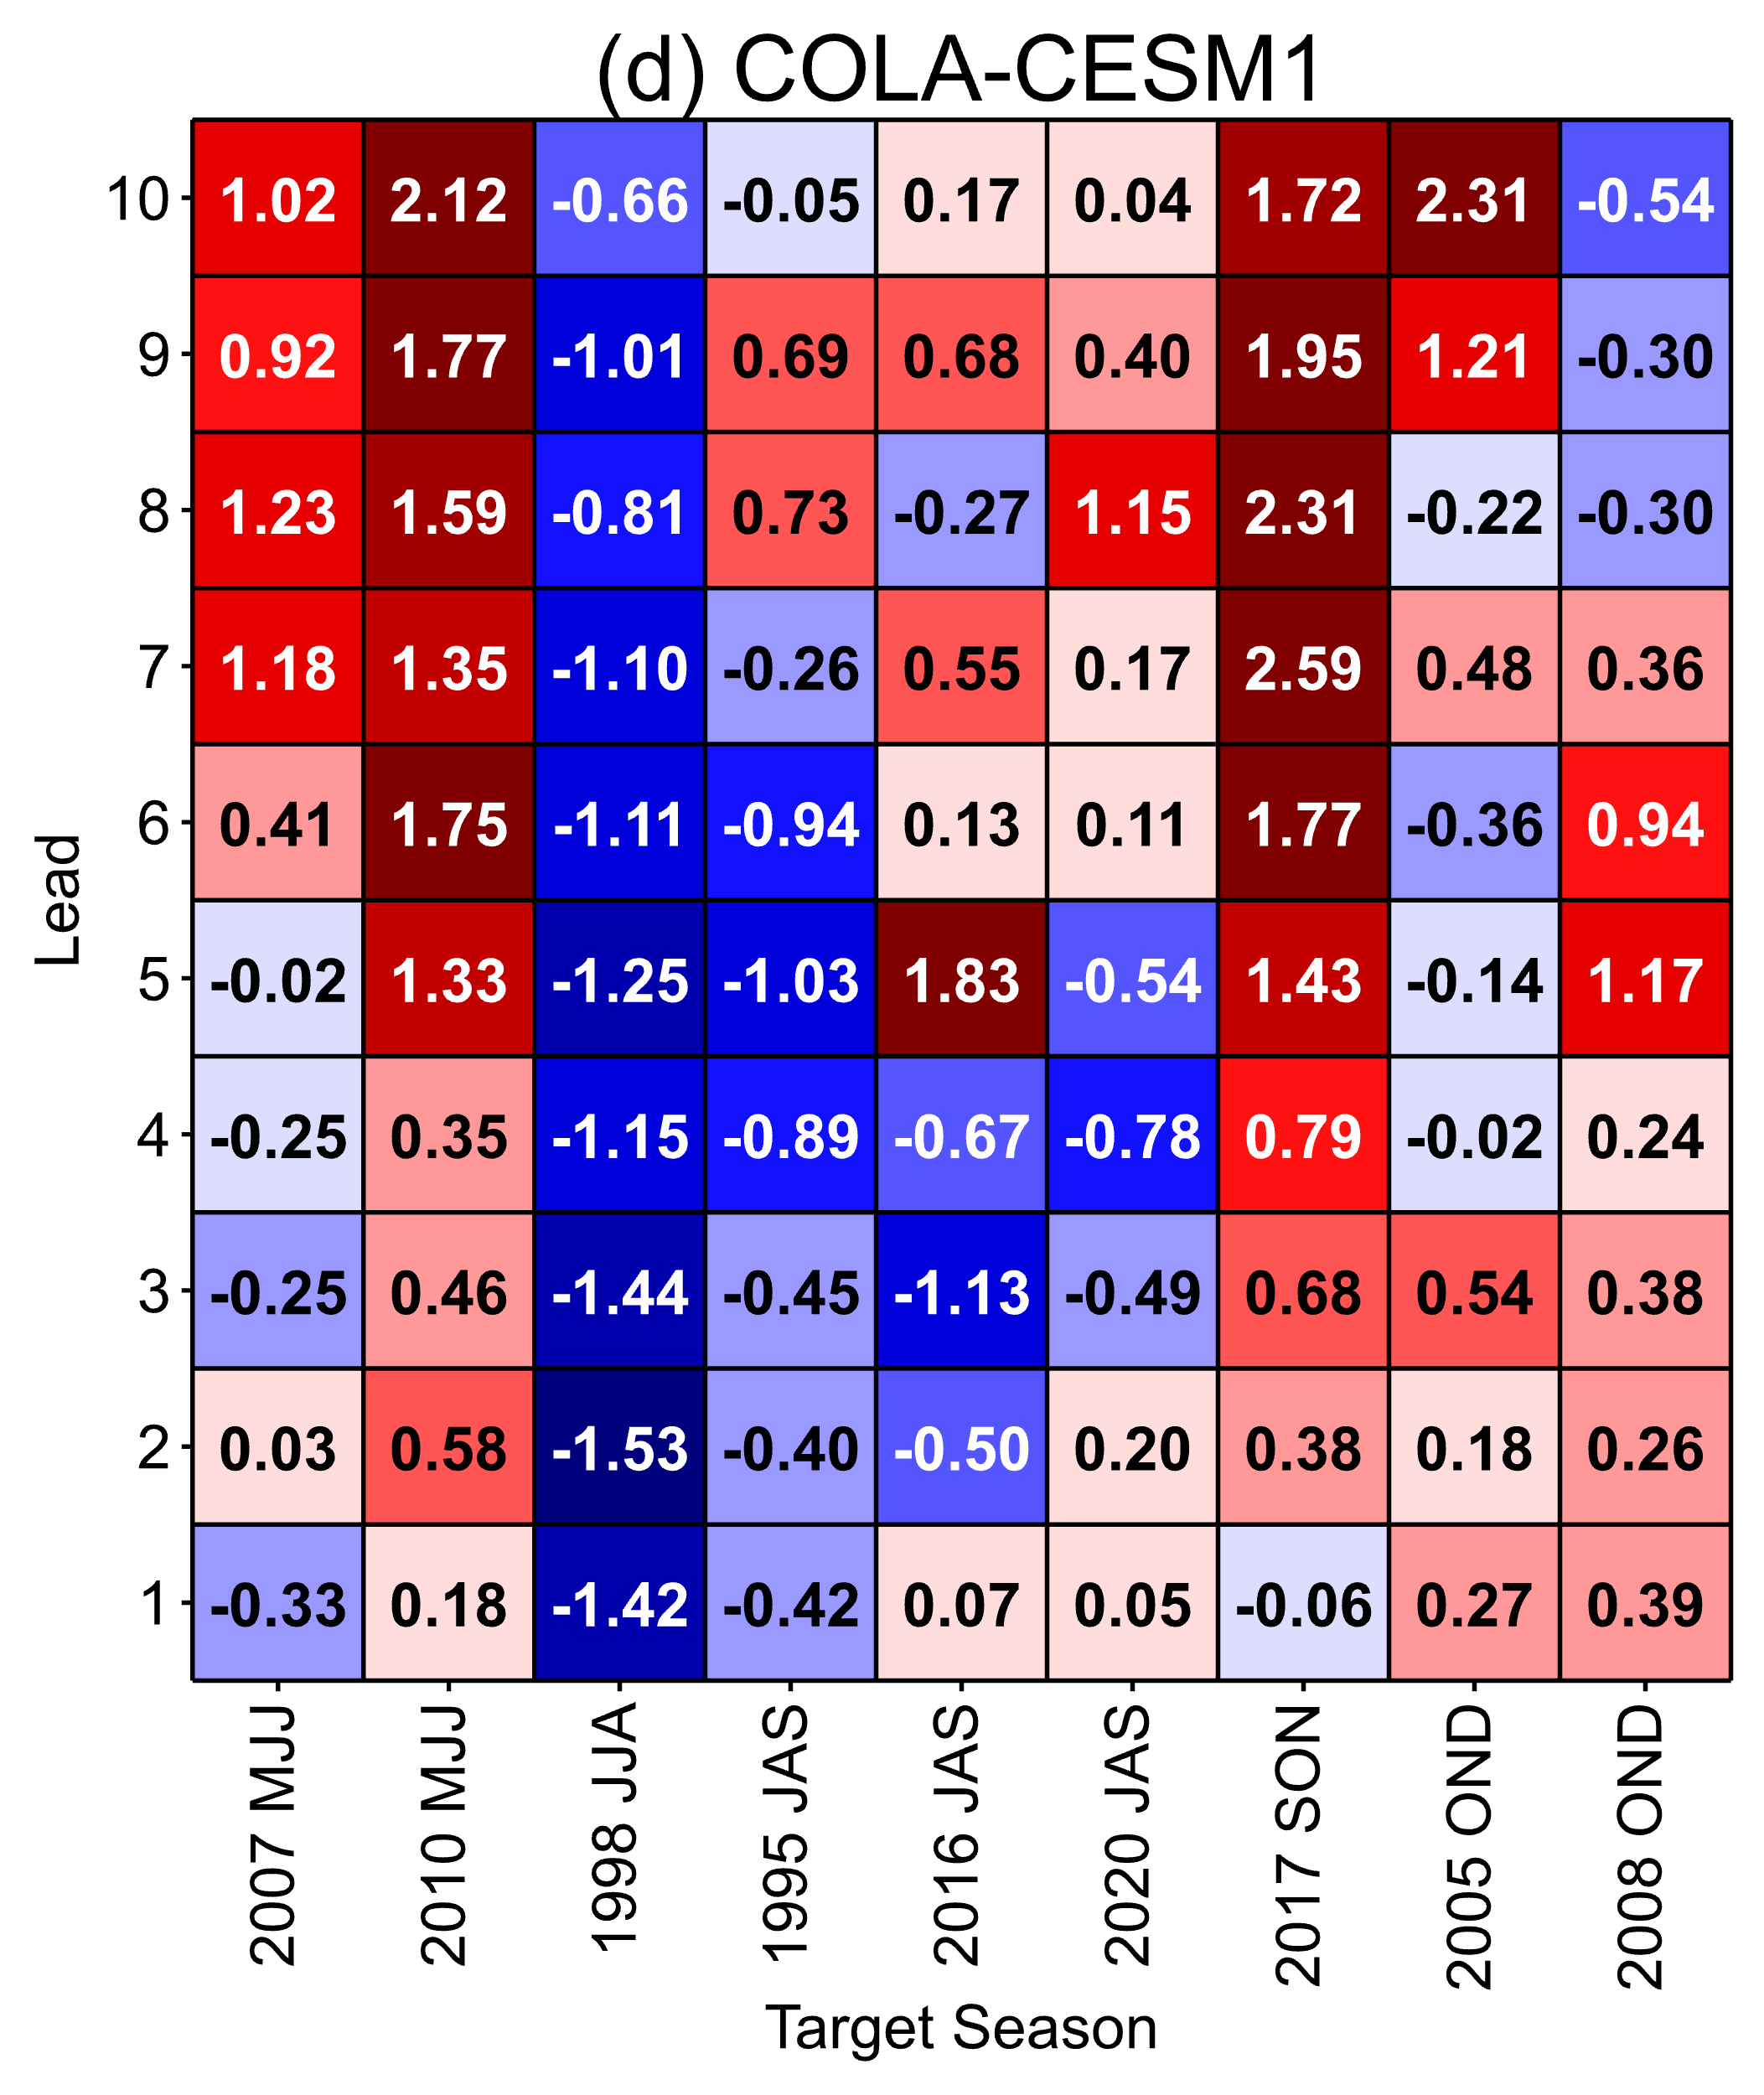 (d) COLA-CESM1
10 1.02 2.12 -0.66 -0.05 0.17 0.04 1.72 2.31 -0.54
9 0.92 1.77 -1.01 0.69 0.68 0.40 1.95 1.21 -0.30
8 1.23 1.59 -0.81 0.73 -0.27 1.15 2.31 -0.22 -0.30
7 1.18 1.35 -1.10 -0.26 0.55 0.17 2.59 0.48 0.36
6 0.41 1.75 -1.11 -0.94 0.13 0.11 1.77 -0.36 0.94
Lead
5 -0.02 1.33 -1.25 -1.03 1.83 -0.54 1.43 -0.14 1.17
4 -0.25 0.35 -1.15 -0.89 -0.67 -0.78 0.79 -0.02 0.24
3 -0.25 0.46 -1.44 -0.45 -1.13 -0.49 0.68 0.54 0.38
2 0.03 0.58 -1.53 -0.40 -0.50 0.20 0.38 0.18 0.26
1 -0.33 0.18 -1.42 -0.42 0.07 0.05 -0.06 0.27 0.39
2007 MJJ
2010 MJJ
1998 JJA
1995 JAS
2016 JAS
2020 JAS
2017 SON
2005 OND
2008 OND
Target Season